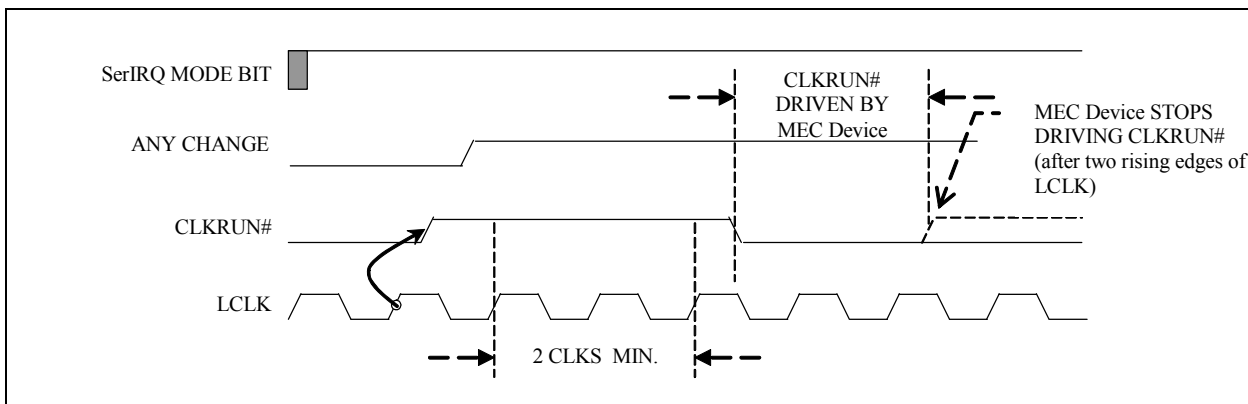 SerIRQ MODE BIT
CLKRUN#
DRIVEN BY
MEC Device
MEC Device STOPS
DRIVING CLKRUN#
(after two rising edges of
LCLK)
ANY CHANGE
CLKRUN#
LCLK
2 CLKS MIN.